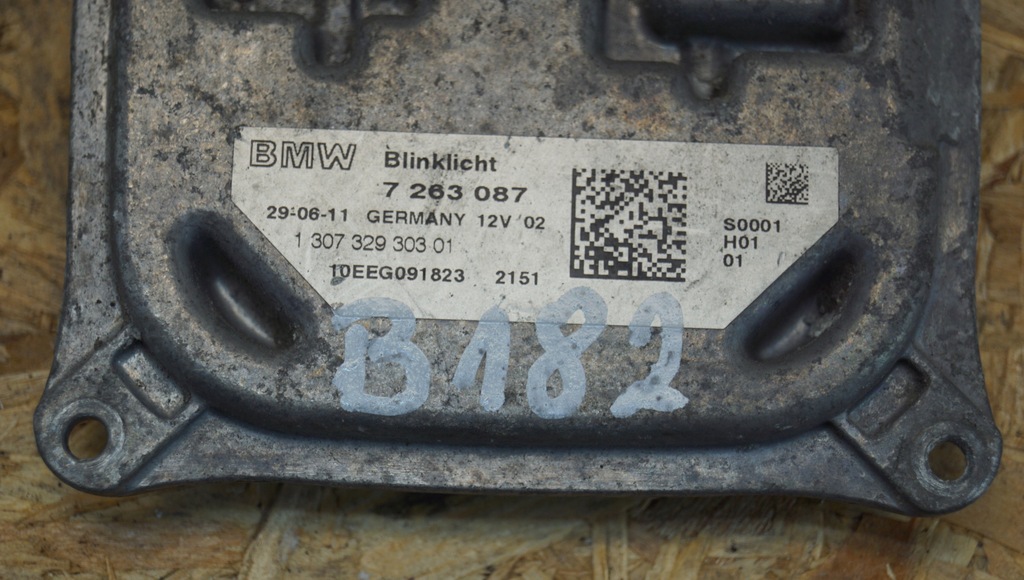 BMW Blinklicht
7 263 087
29-06-11 GERMANY 12V 02
1 307 329 303 01
10EEG091823 2151
S0001
H01
01
B182